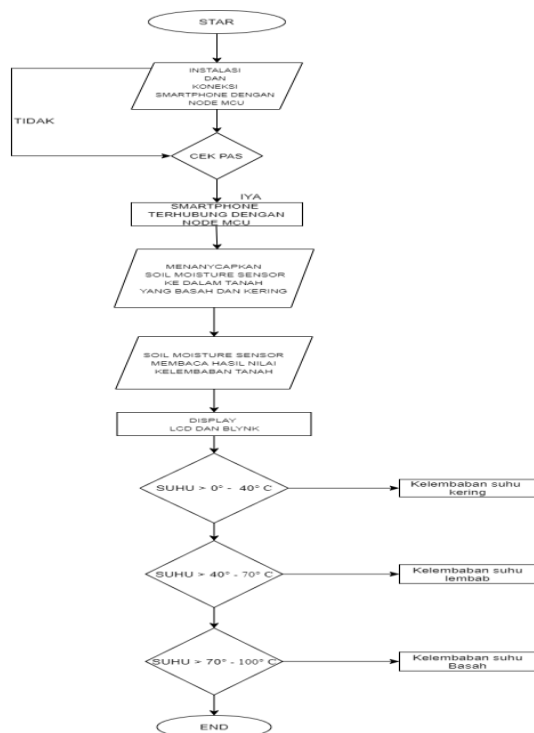 STAR
INSTALASI
DAN
KONEKSI
SMARTPHONE DENGAN
NODE MCU
TIDAK
CEK PAS
IYA
SMARTPHONE
TERHUBUNG DENGAN
NODE MCU
MENANYCAPKAN
SOIL MOISTURE SENSOR
KE DALAM TANAH
YANG BASAH DAN KERING
SOIL MOISTURE SENSOR
MEMBACA HASIL NILAI
KELEMBABAN TANAH
DISPLAY
LCD DAN BLYNK
SUHU > 0° - 40° C
Kelembaban suhu
kering
SUHU > 40° - 70° C
Kelembaban suhu
lembab
SUHU > 70° - 100° C
Kelembaban suhu
Basah
END